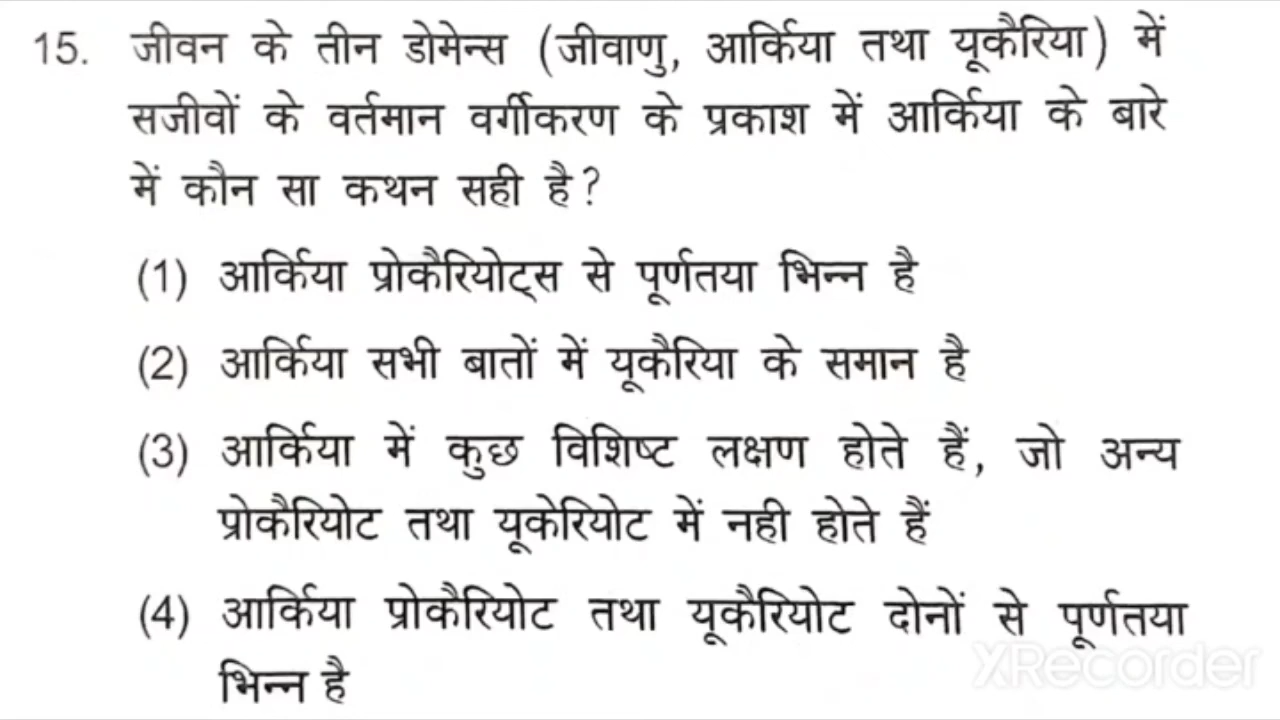 15. जीवन के तीन डोमेन्स (जीवाणु, आर्किया तथा यूकैरिया) में
सजीवों के वर्तमान वर्गीकरण के प्रकाश में आर्किया के बारे
में कौन सा कथन सही है?
(1) आर्किया प्रोकैरियोट्स से पूर्णतया भिन्न है
(2) आर्किया सभी बातों में यूकैरिया के समान है
(3) आर्किया में कुछ विशिष्ट लक्षण होते हैं, जो अन्य
प्रोकैरियोट तथा यूकेरियोट में नही होते हैं
(4) आर्किया प्रोकैरियोट तथा यूकैरियोट दोनों से पूर्णतया
भिन्न है
XRecorder